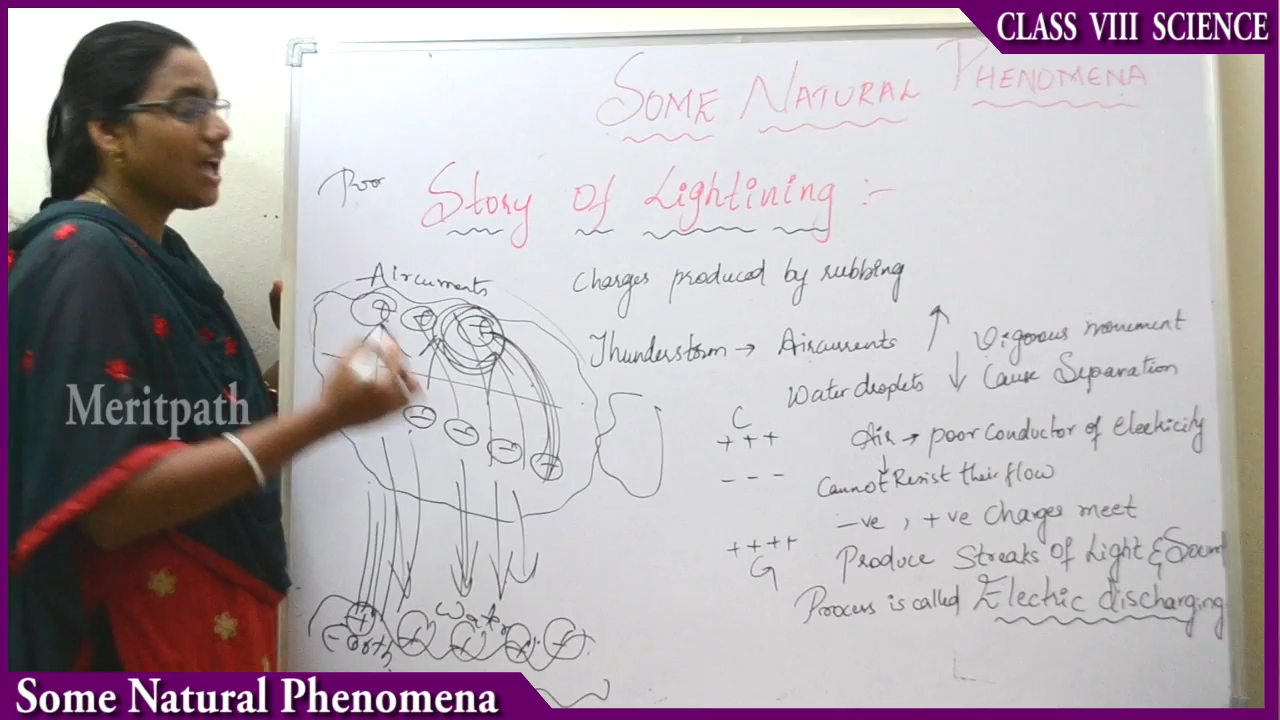 CLASS VIII SCIENCE
SOME NATURAL PHENOMENA
Poor
Story Of Lightining :-
Aircurrents
Charges produced by rubbing
Thunderstorm → Aircurrents ↑ Vigorous movement
Water droplets ↓ Cause Separation
C
+ + +
Air → poor conductor of Electricity
- - -
Cannot Resist their flow
-ve, +ve Charges meet
+ + + +
G
Produce Streaks of Light & Sound
Process is called Electric discharging
Water
Earth
Meritpath
Some Natural Phenomena